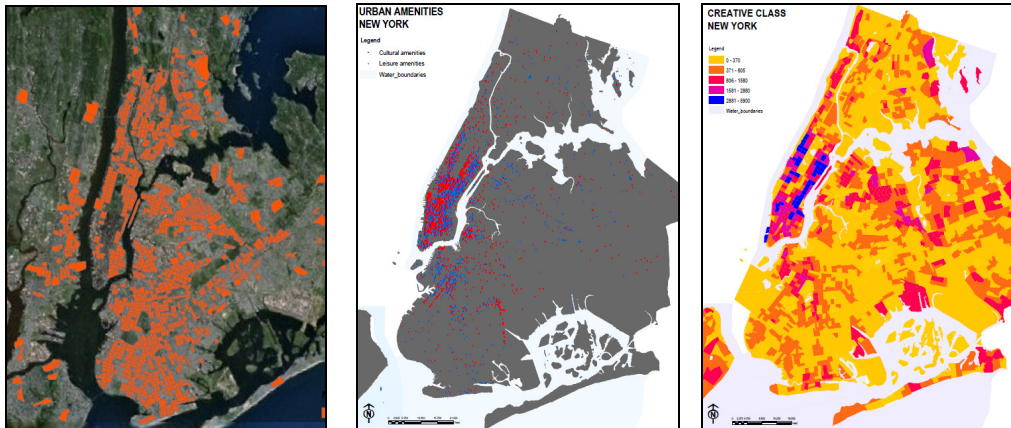 URBAN AMENITIES
NEW YORK
Legend
Cultural amenities
Leisure amenities
Water_boundaries
N
CREATIVE CLASS
NEW YORK
Legend
0 - 370
371 - 805
806 - 1580
1581 - 2880
2881 - 8900
Water_boundaries
N